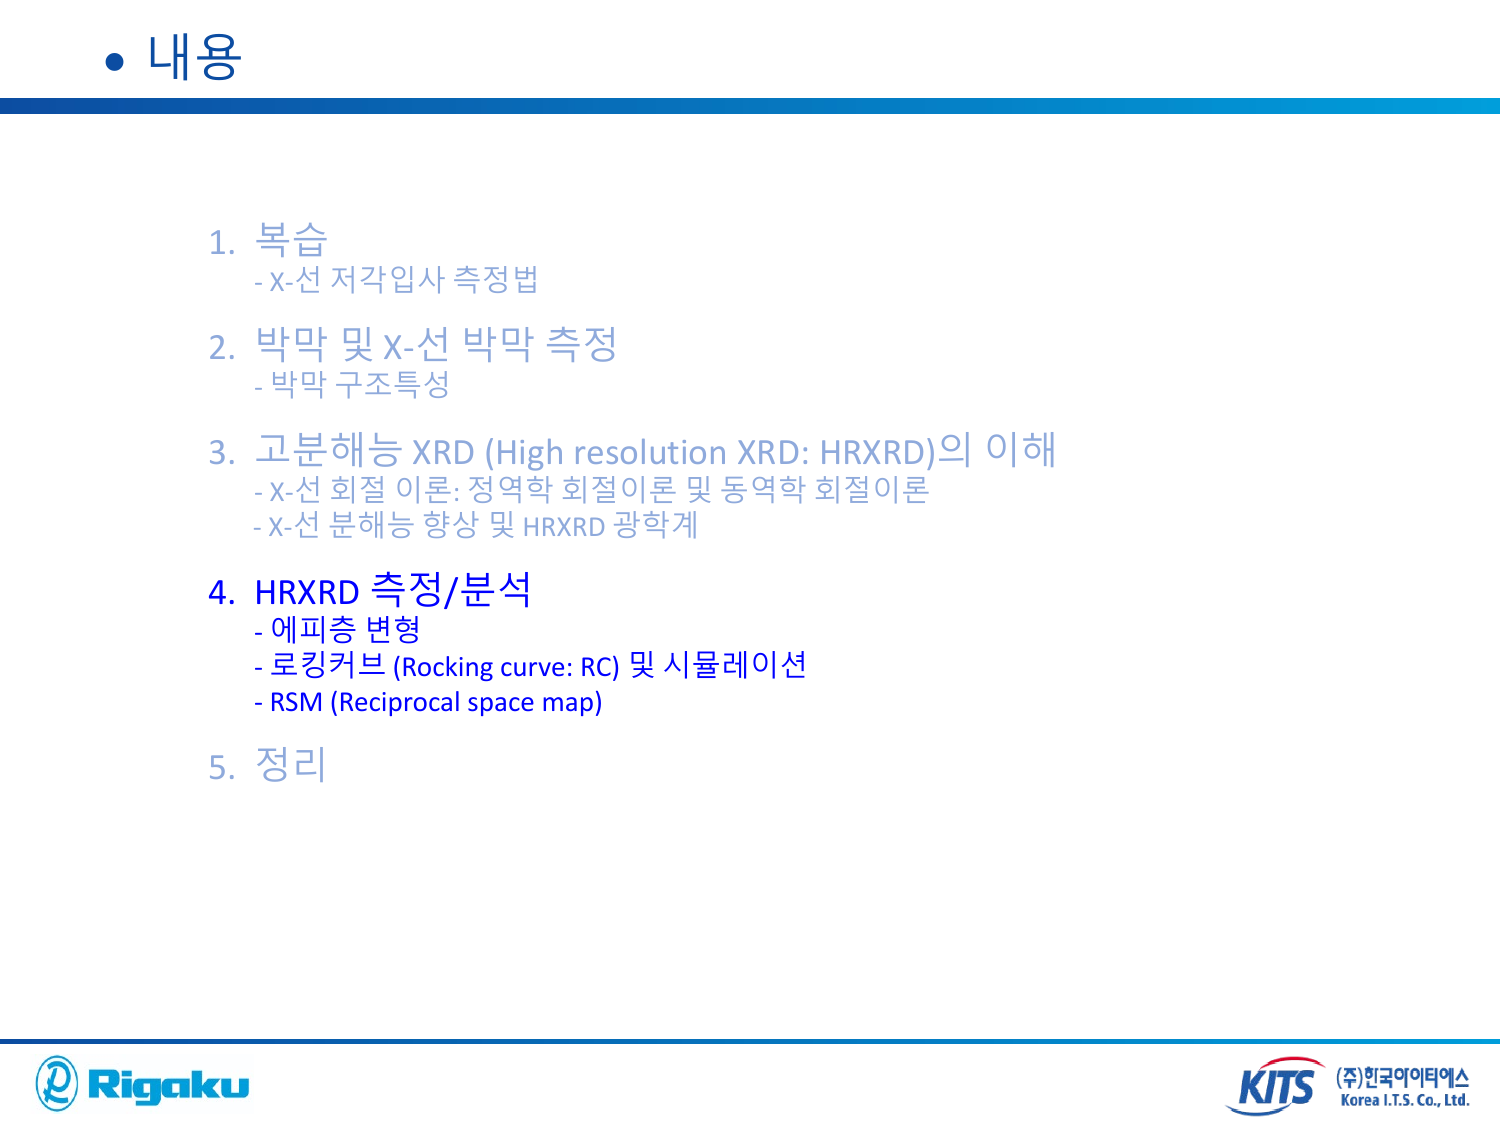 • 내용
1. 복습
- X-선 저각입사 측정법
2. 박막 및 X-선 박막 측정
- 박막 구조특성
3. 고분해능 XRD (High resolution XRD: HRXRD)의 이해
- X-선 회절 이론: 정역학 회절이론 및 동역학 회절이론
- X-선 분해능 향상 및 HRXRD 광학계
4. HRXRD 측정/분석
- 에피층 변형
- 로킹커브 (Rocking curve: RC) 및 시뮬레이션
- RSM (Reciprocal space map)
5. 정리
Rigaku
KITS
(주)한국아이티에스
Korea I.T.S. Co., Ltd.